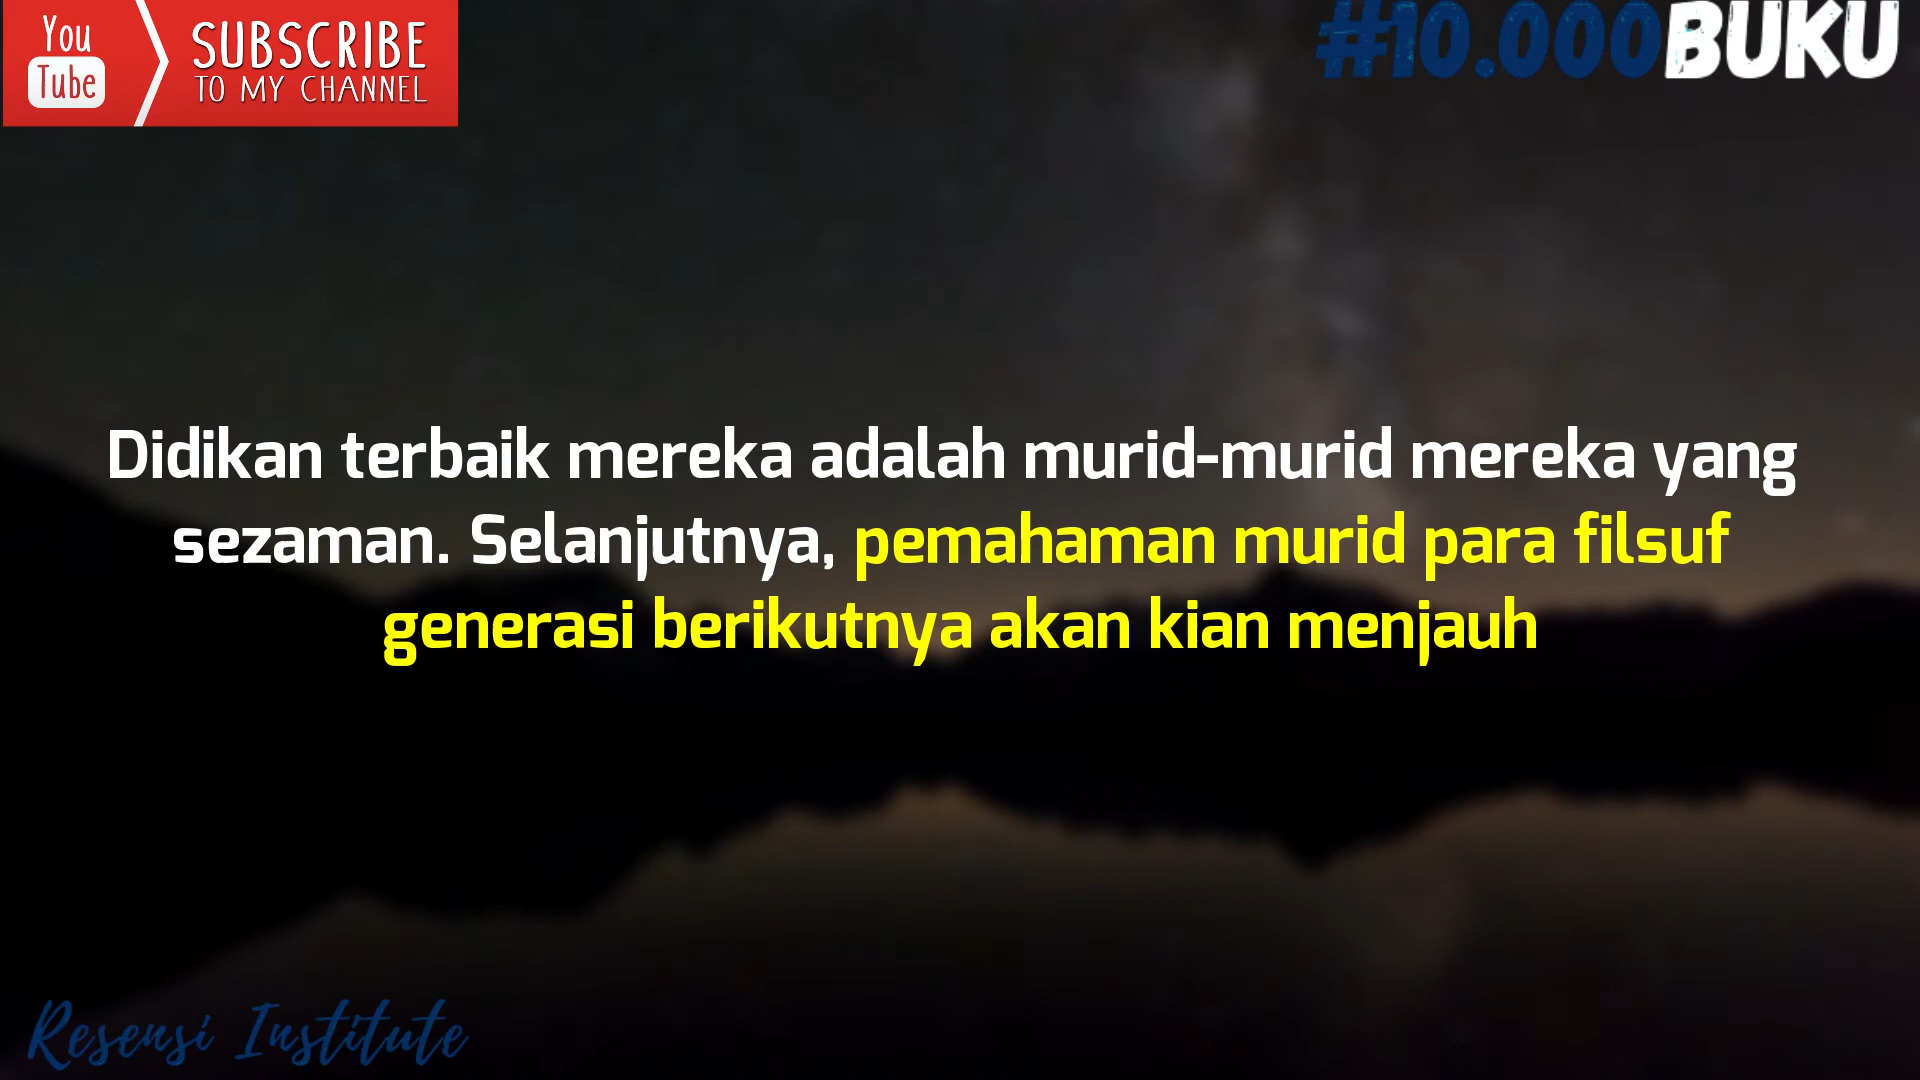 You
Tube
SUBSCRIBE
TO MY CHANNEL
#10.000BUKU
Didikan terbaik mereka adalah murid-murid mereka yang
sezaman. Selanjutnya, pemahaman murid para filsuf
generasi berikutnya akan kian menjauh
Resensi Institute